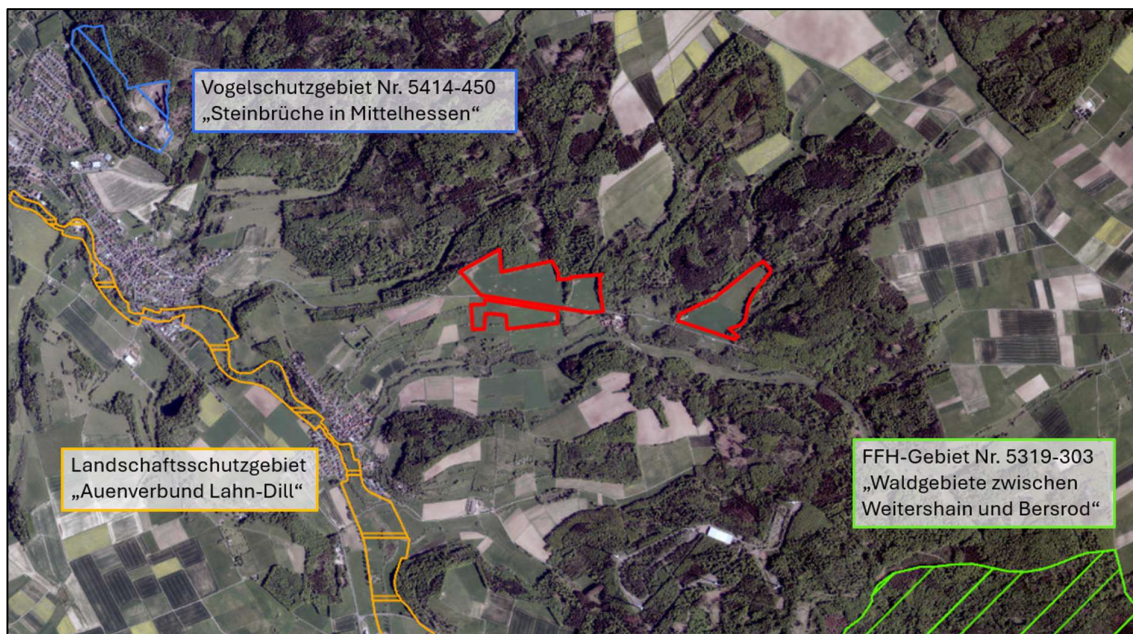 Vogelschutzgebiet Nr. 5414-450
„Steinbrüche in Mittelhessen“
Landschaftsschutzgebiet
„Auenverbund Lahn-Dill“
FFH-Gebiet Nr. 5319-303
„Waldgebiete zwischen
Weitershain und Bersrod“